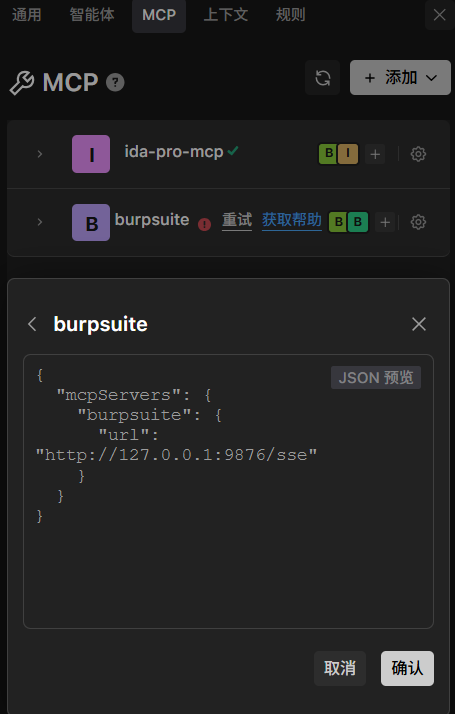 通用 智能体 MCP 上下文 规则
MCP ?
+ 添加
I ida-pro-mcp B I +
B burpsuite ! 重试 获取帮助 B B +
burpsuite
JSON 预览
{
"mcpServers": {
"burpsuite": {
"url":
"http://127.0.0.1:9876/sse"
}
}
}
取消 确认